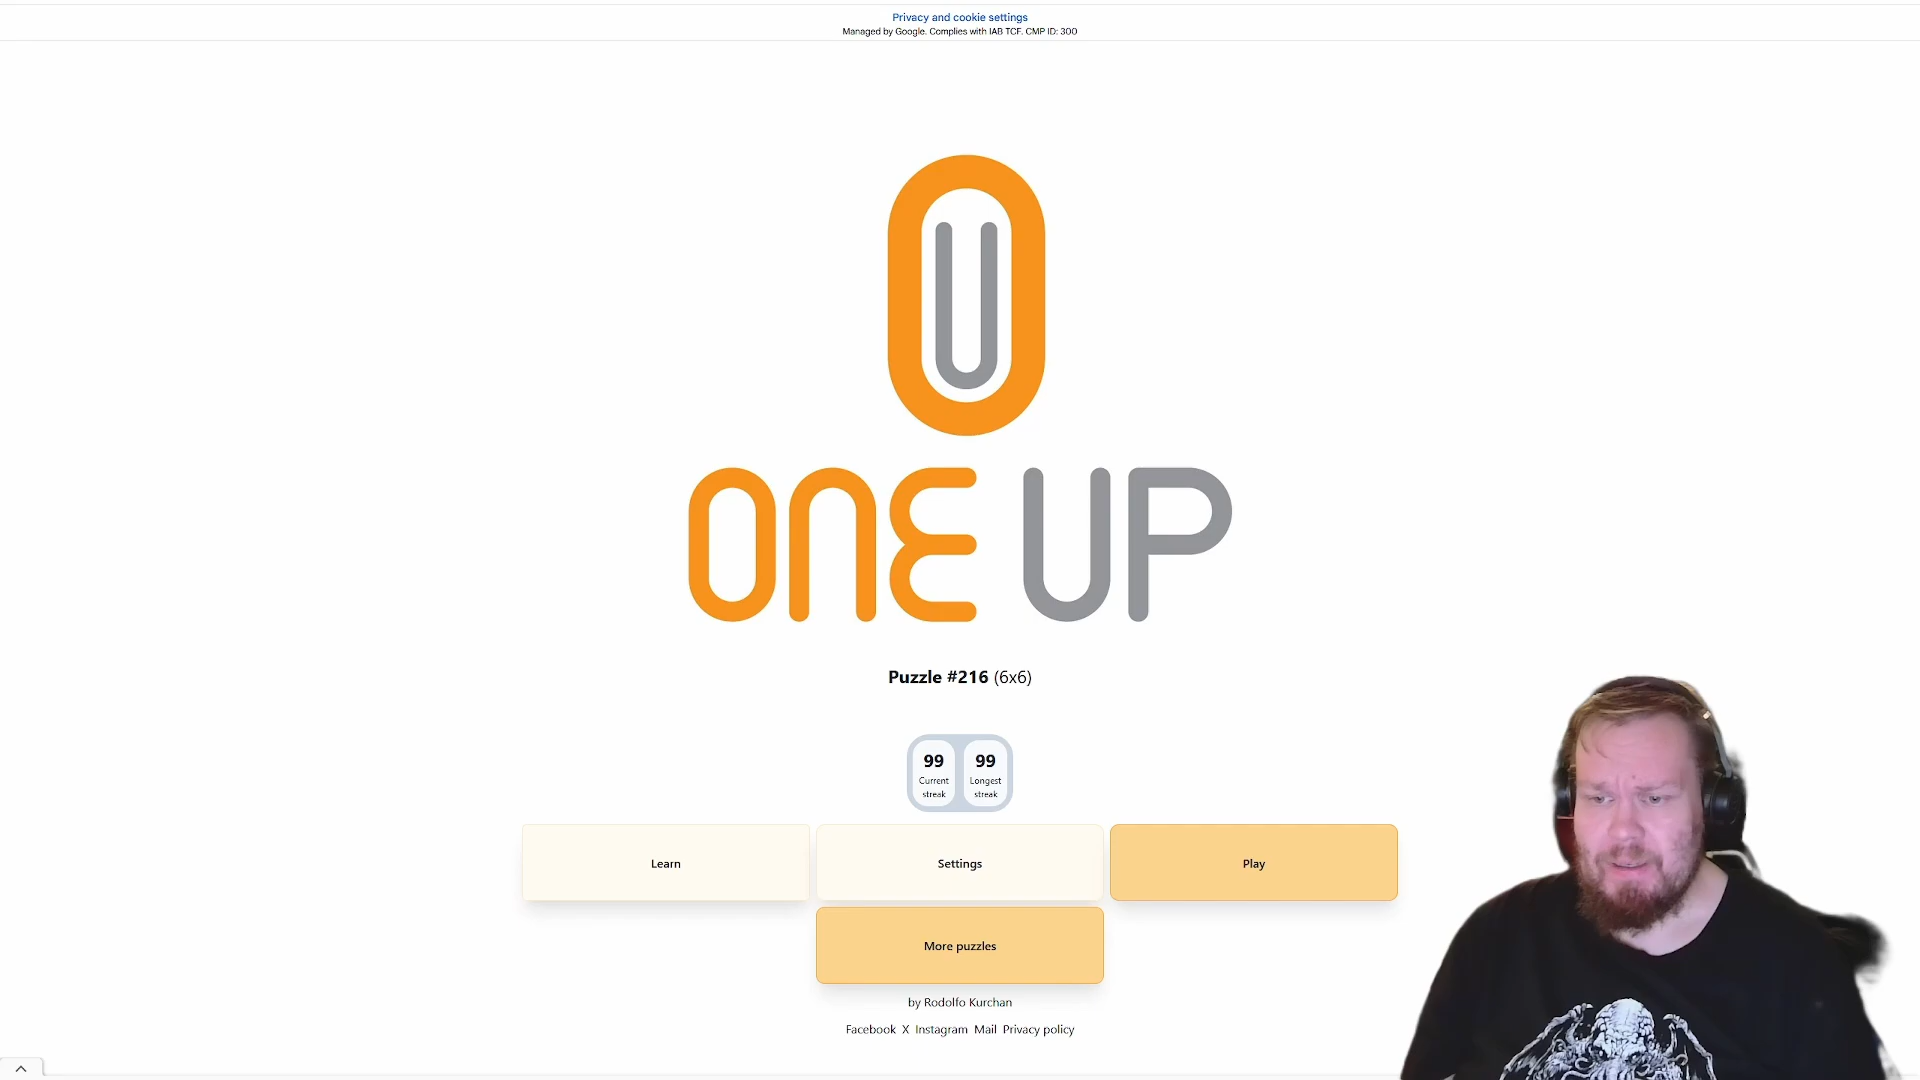 Privacy and cookie settings
Managed by Google. Complies with IAB TCF. CMP ID: 300
U
ONE UP
Puzzle #216 (6x6)
99 99
Current Longest
streak streak
Learn Settings Play
More puzzles
by Rodolfo Kurchan
Facebook X Instagram Mail Privacy policy